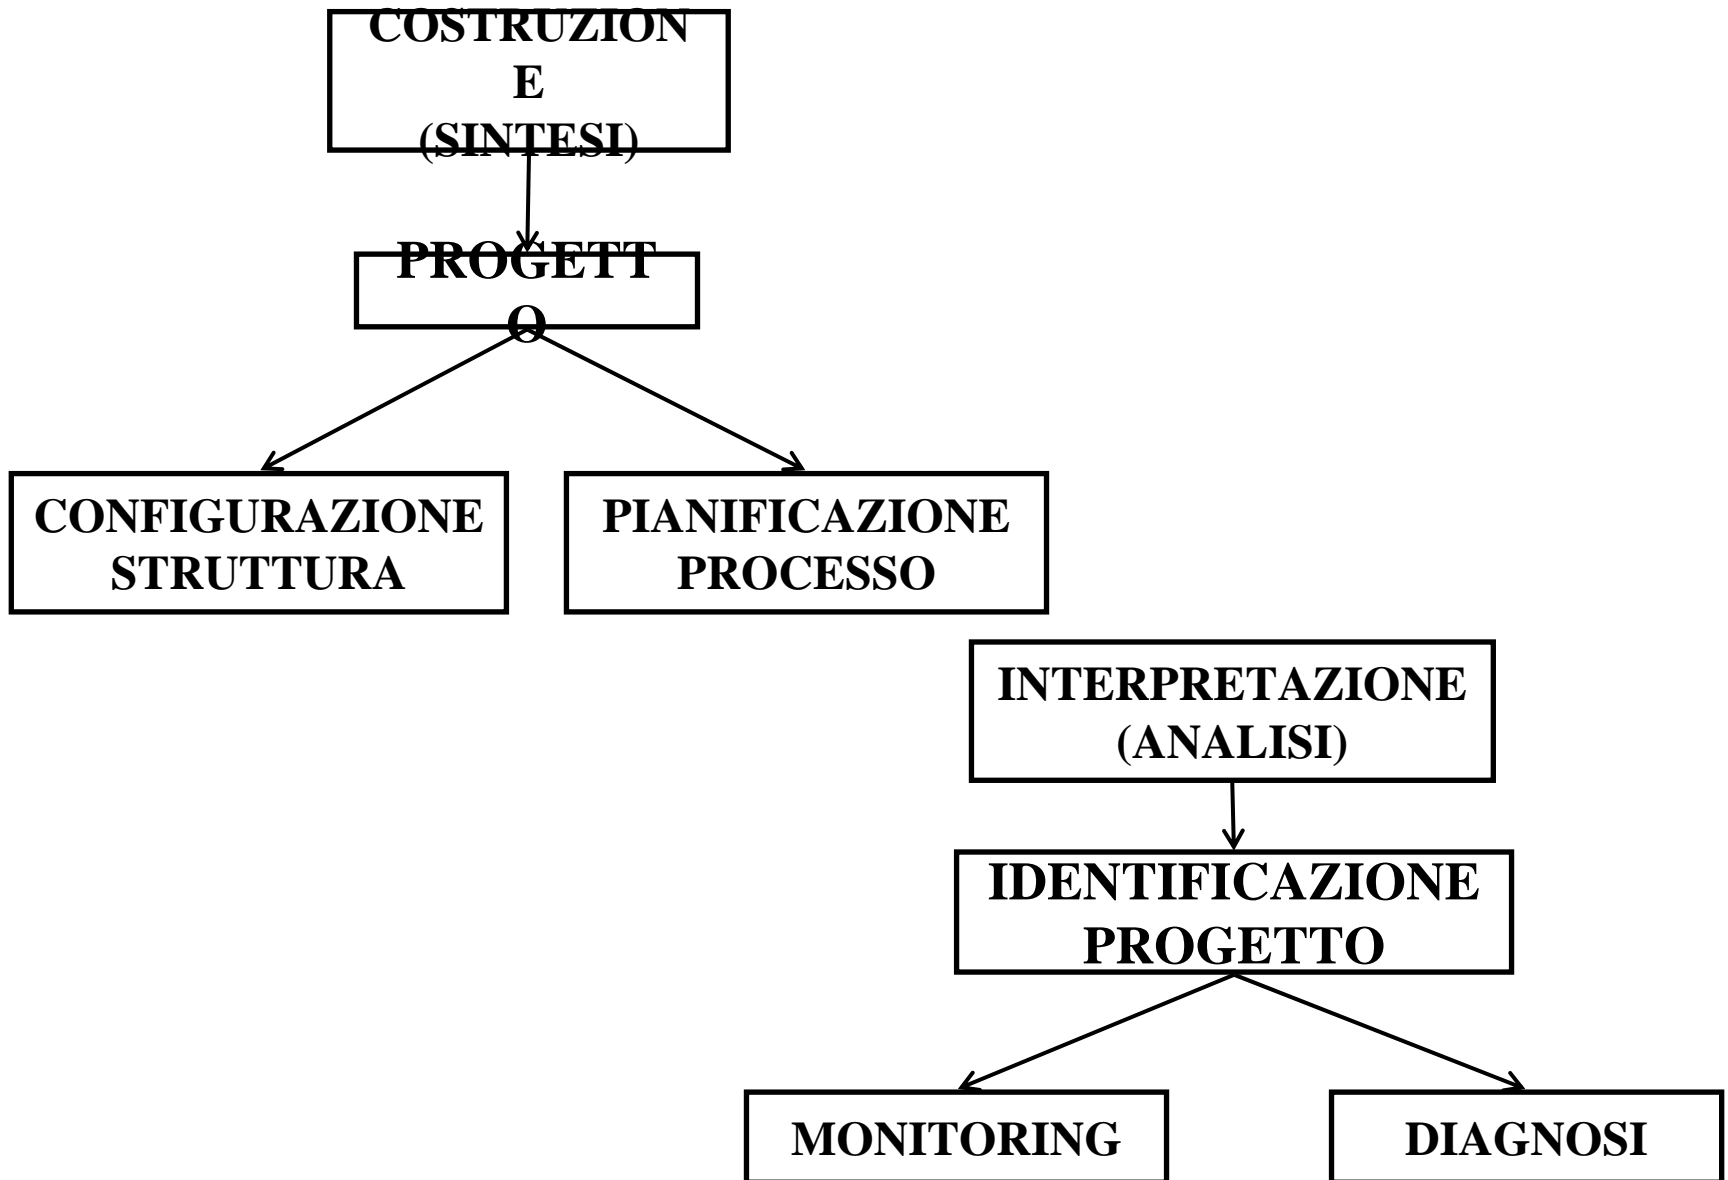 COSTRUZION
E
(SINTESI)
PROGETT
O
CONFIGURAZIONE
STRUTTURA
PIANIFICAZIONE
PROCESSO
INTERPRETAZIONE
(ANALISI)
IDENTIFICAZIONE
PROGETTO
MONITORING
DIAGNOSI